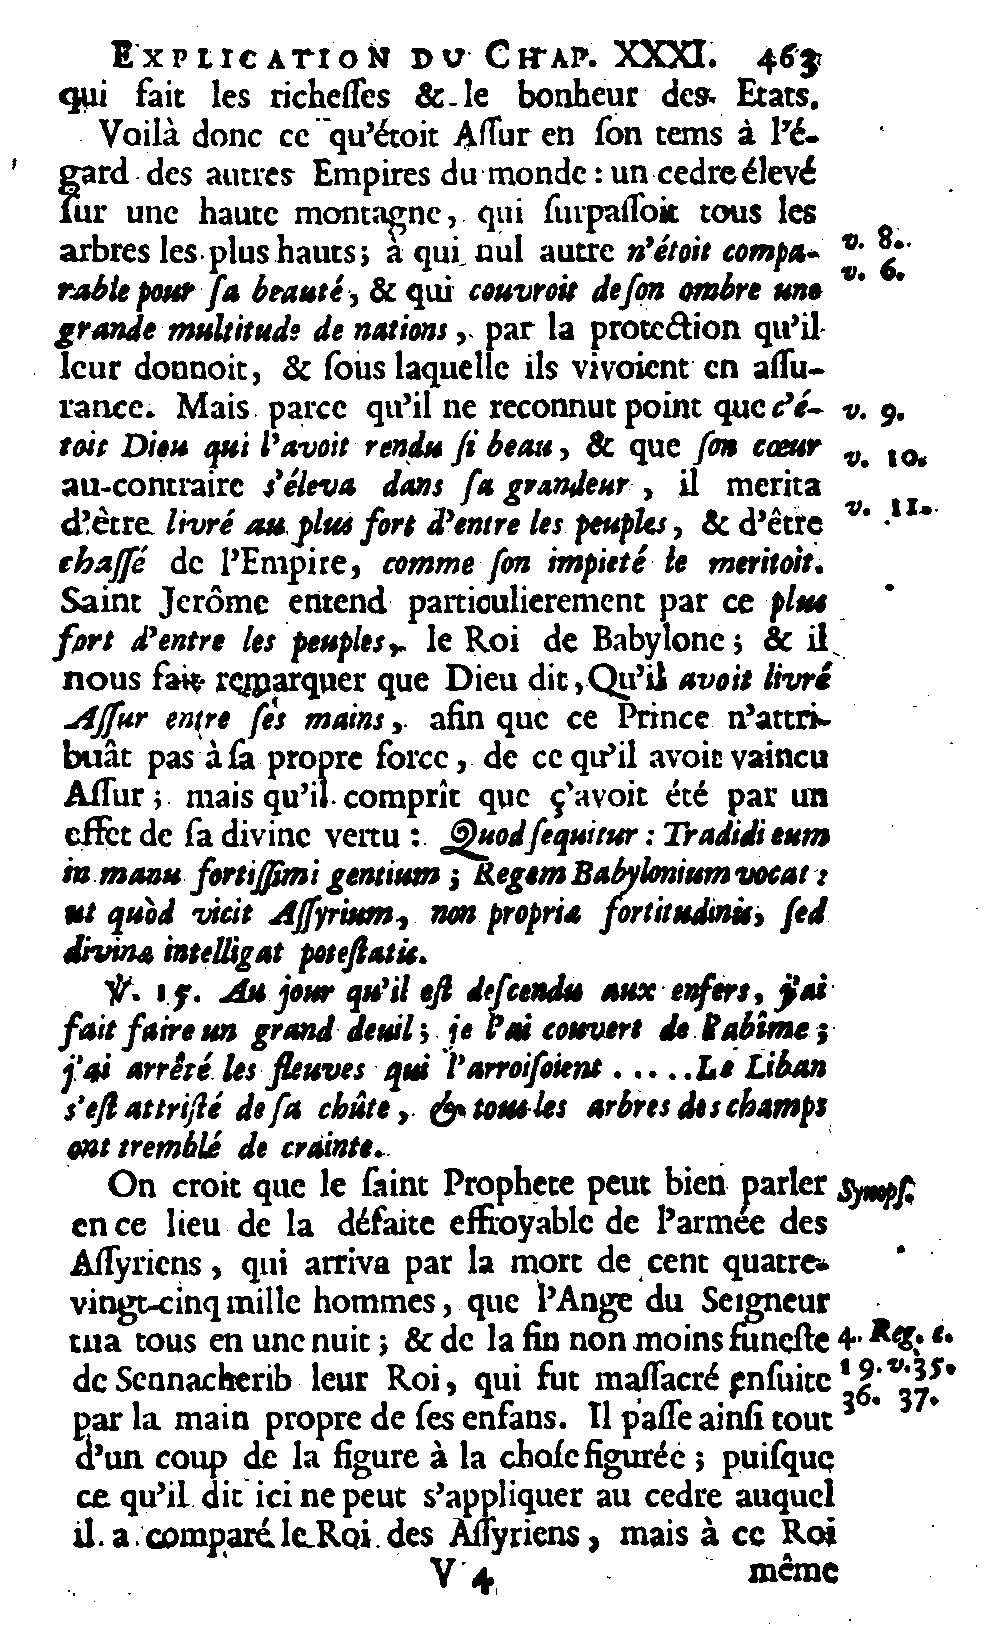 EXPLICATION DU CHAP. XXXI. 463
qui fait les richeſſes & le bonheur des Etats.
Voilà donc ce qu'étoit Aſſur en ſon tems à l'é-
gard des autres Empires du monde : un cedre élevé
ſur une haute montagne, qui ſurpaſſoit tous les
arbres les plus hauts ; à qui nul autre n'étoit compa-
v. 8.
rable pour ſa beauté, & qui couvroit de ſon ombre une
v. 6.
grande multitude de nations, par la protection qu'il
leur donnoit, & ſous laquelle ils vivoient en aſſu-
rance. Mais parce qu'il ne reconnut point que c'é-
v. 9.
toit Dieu qui l'avoit rendu ſi beau, & que ſon cœur
v. 10.
au-contraire s'éleva dans ſa grandeur, il merita
d'être livré au plus fort d'entre les peuples, & d'être
v. 11.
chaſſé de l'Empire, comme ſon impieté le meritoit.
Saint Jerôme entend particulierement par ce plus
fort d'entre les peuples, le Roi de Babylone ; & il
nous fait remarquer que Dieu dit, Qu'il avoit livré
Aſſur entre ſes mains, afin que ce Prince n'attri-
buât pas à ſa propre force, de ce qu'il avoit vaincu
Aſſur ; mais qu'il comprît que ç'avoit été par un
effet de ſa divine vertu : Quod ſequitur : Tradidi eum
in manu fortiſſimi gentium ; Regem Babylonium vocat :
ut quòd vicit Aſſyrium, non propria fortitudinis, ſed
divina intelligat poteſtatis.
℣. 15. Au jour qu'il eſt deſcendu aux enfers, j'ai
fait faire un grand deuil ; je l'ai couvert de l'abîme ;
j'ai arrêté les fleuves qui l'arroiſoient . . . . . Le Liban
s'eſt attriſté de ſa chûte, & tous les arbres des champs
ont tremblé de crainte.
On croit que le ſaint Prophete peut bien parler
Synopſ.
en ce lieu de la défaite effroyable de l'armée des
Aſſyriens, qui arriva par la mort de cent quatre-
vingt-cinq mille hommes, que l'Ange du Seigneur
tua tous en une nuit ; & de la fin non moins funeſte
4. Reg. c.
de Sennacherib leur Roi, qui fut maſſacré enſuite
19. v. 35.
par la main propre de ſes enfans. Il paſſe ainſi tout
36. 37.
d'un coup de la figure à la choſe figurée ; puiſque
ce qu'il dit ici ne peut s'appliquer au cedre auquel
il a comparé le Roi des Aſſyriens, mais à ce Roi
V 4 même